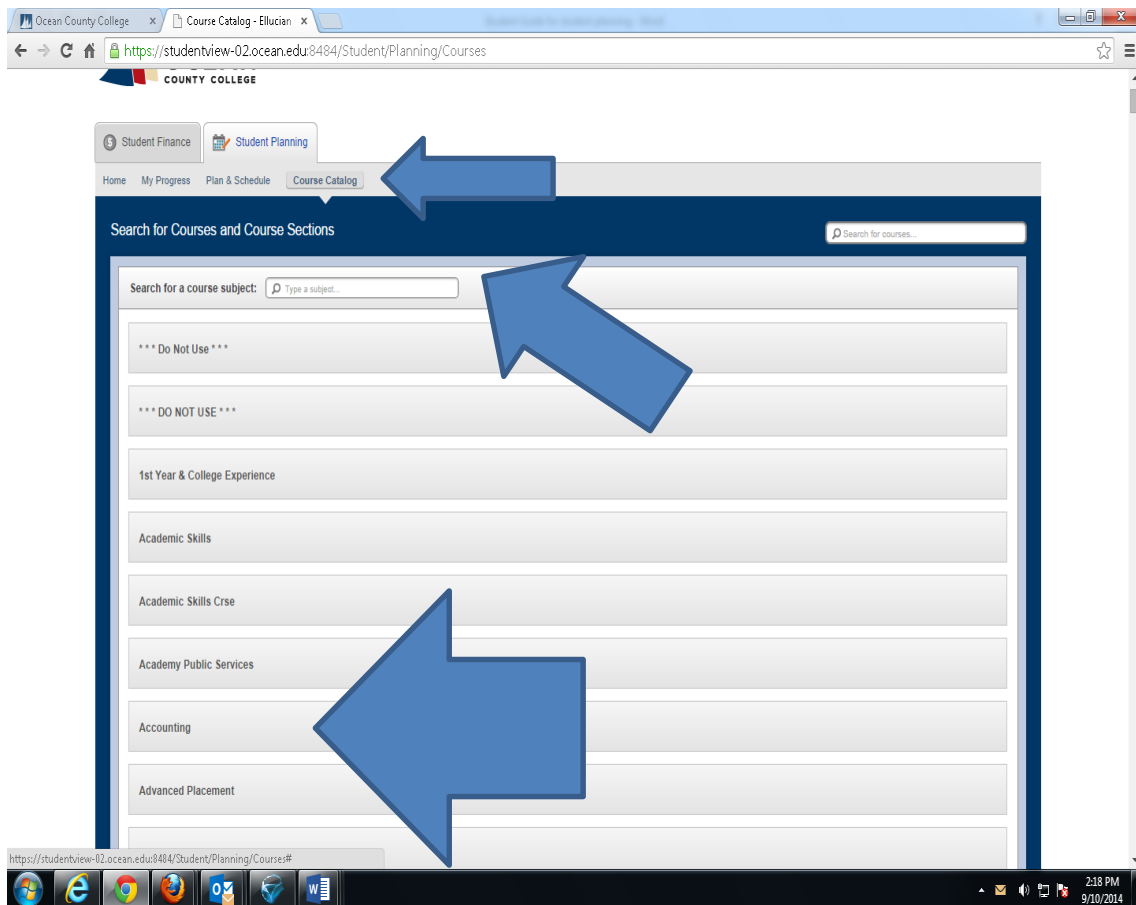 Ocean County College x Course Catalog - Ellucian x
https://studentview-02.ocean.edu:8484/Student/Planning/Courses
COUNTY COLLEGE
Student Finance Student Planning
Home My Progress Plan & Schedule Course Catalog
Search for Courses and Course Sections Search for courses...
Search for a course subject: Type a subject...
* * * Do Not Use * * *
* * * DO NOT USE * * *
1st Year & College Experience
Academic Skills
Academic Skills Crse
Academy Public Services
Accounting
Advanced Placement
https://studentview-02.ocean.edu:8484/Student/Planning/Courses#
2:18 PM
9/10/2014